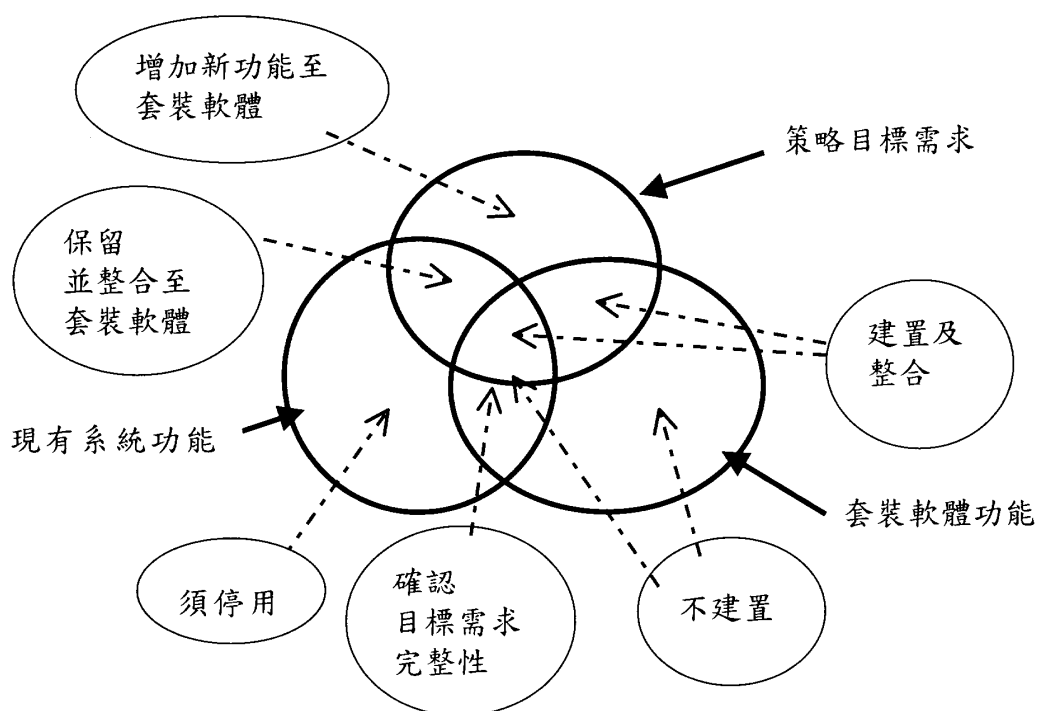 增加新功能至
套裝軟體
策略目標需求
保留
並整合至
套裝軟體
建置及
整合
現有系統功能
套裝軟體功能
須停用
確認
目標需求
完整性
不建置